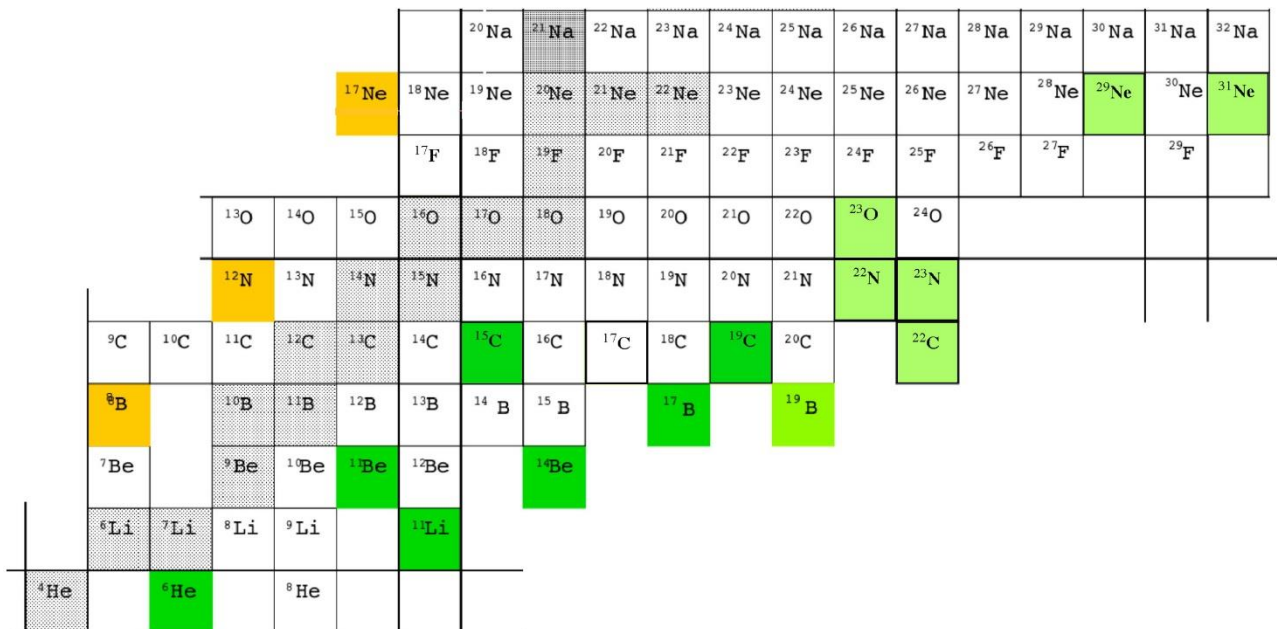 ²⁰Na ²¹Na ²²Na ²³Na ²⁴Na ²⁵Na ²⁶Na ²⁷Na ²⁸Na ²⁹Na ³⁰Na ³¹Na ³²Na
¹⁷Ne ¹⁸Ne ¹⁹Ne ²⁰Ne ²¹Ne ²²Ne ²³Ne ²⁴Ne ²⁵Ne ²⁶Ne ²⁷Ne ²⁸Ne ²⁹Ne ³⁰Ne ³¹Ne
¹⁷F ¹⁸F ¹⁹F ²⁰F ²¹F ²²F ²³F ²⁴F ²⁵F ²⁶F ²⁷F ²⁹F
¹³O ¹⁴O ¹⁵O ¹⁶O ¹⁷O ¹⁸O ¹⁹O ²⁰O ²¹O ²²O ²³O ²⁴O
¹²N ¹³N ¹⁴N ¹⁵N ¹⁶N ¹⁷N ¹⁸N ¹⁹N ²⁰N ²¹N ²²N ²³N
⁹C ¹⁰C ¹¹C ¹²C ¹³C ¹⁴C ¹⁵C ¹⁶C ¹⁷C ¹⁸C ¹⁹C ²⁰C ²²C
⁸B ¹⁰B ¹¹B ¹²B ¹³B ¹⁴B ¹⁵B ¹⁷B ¹⁹B
⁷Be ⁹Be ¹⁰Be ¹¹Be ¹²Be ¹⁴Be
⁶Li ⁷Li ⁸Li ⁹Li ¹¹Li
⁴He ⁶He ⁸He